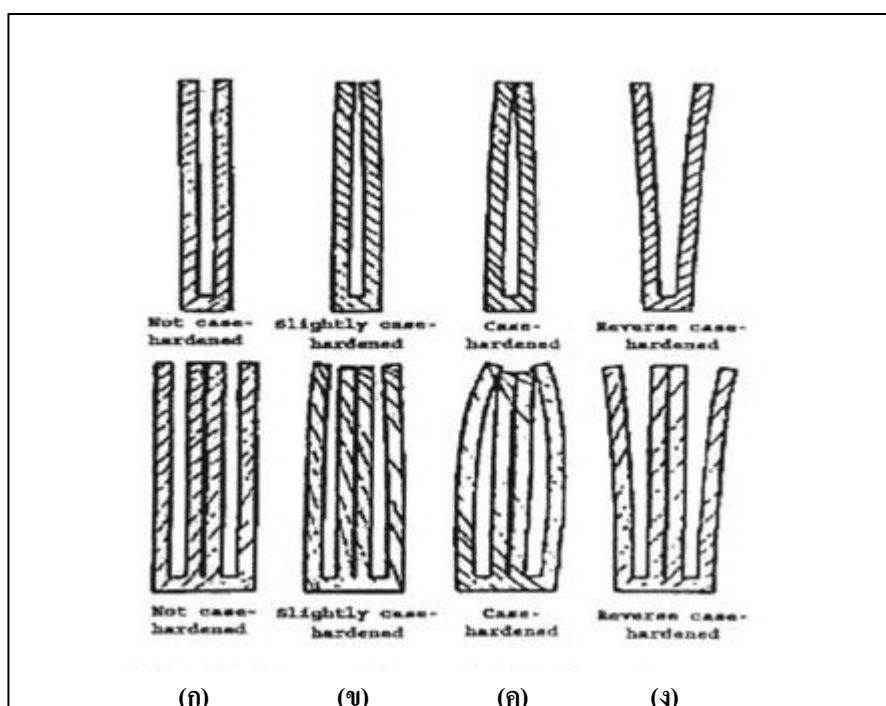 Not case-
hardened
Slightly case-
hardened
Case-
hardened
Reverse case-
hardened
Not case-
hardened
Slightly case-
hardened
Case-
hardened
Reverse case-
hardened
(ก) (ข) (ค) (ง)